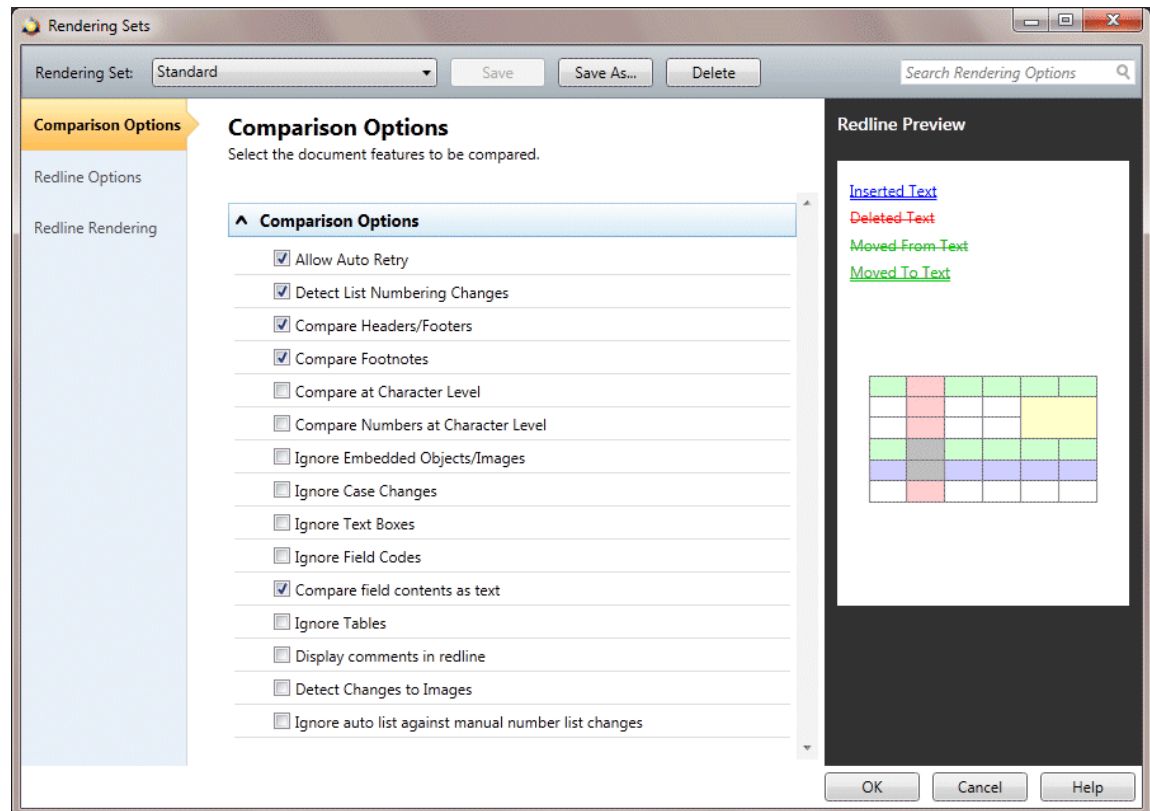 Rendering Sets
Rendering Set: Standard Save Save As... Delete Search Rendering Options
Comparison Options
Redline Options
Redline Rendering
Comparison Options
Select the document features to be compared.
Comparison Options
Allow Auto Retry
Detect List Numbering Changes
Compare Headers/Footers
Compare Footnotes
Compare at Character Level
Compare Numbers at Character Level
Ignore Embedded Objects/Images
Ignore Case Changes
Ignore Text Boxes
Ignore Field Codes
Compare field contents as text
Ignore Tables
Display comments in redline
Detect Changes to Images
Ignore auto list against manual number list changes
Redline Preview
Inserted Text
Deleted Text
Moved From Text
Moved To Text
OK Cancel Help